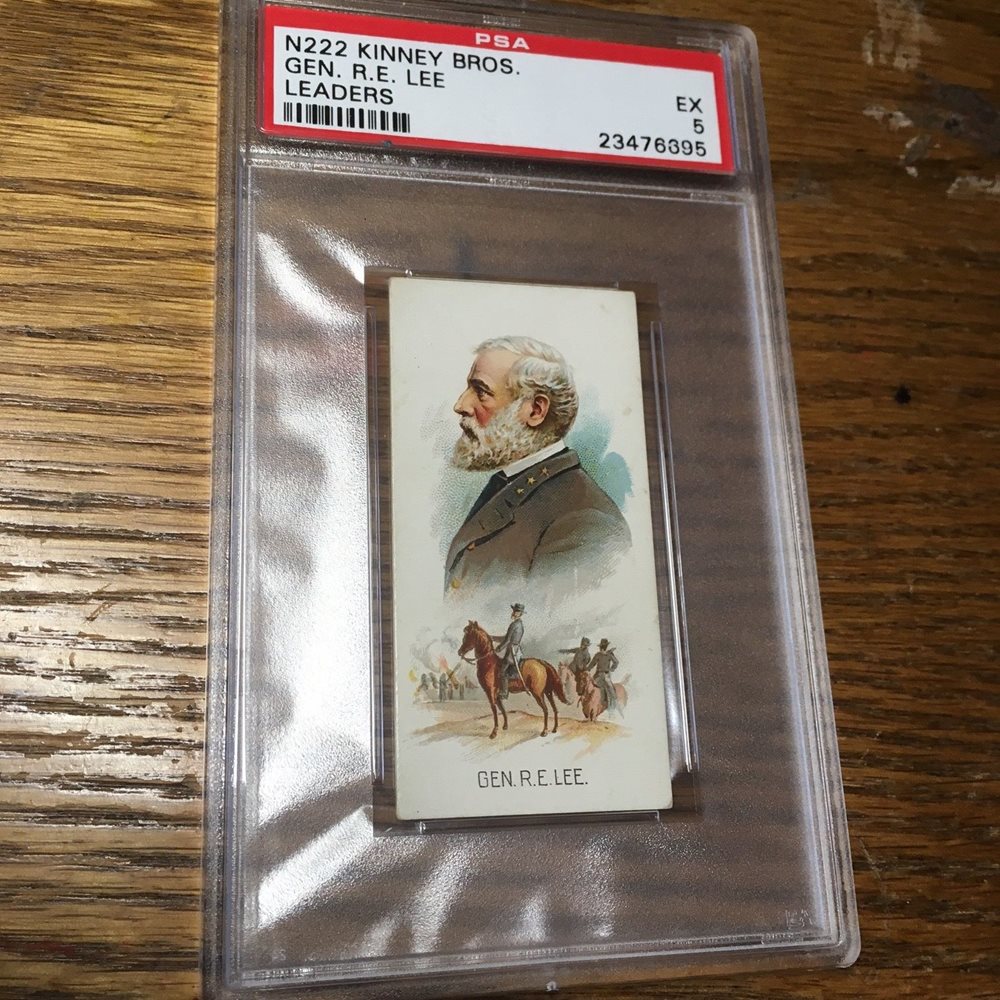 PSA
N222 KINNEY BROS.
GEN. R.E. LEE
LEADERS
EX
5
23476395
GEN. R. E. LEE.